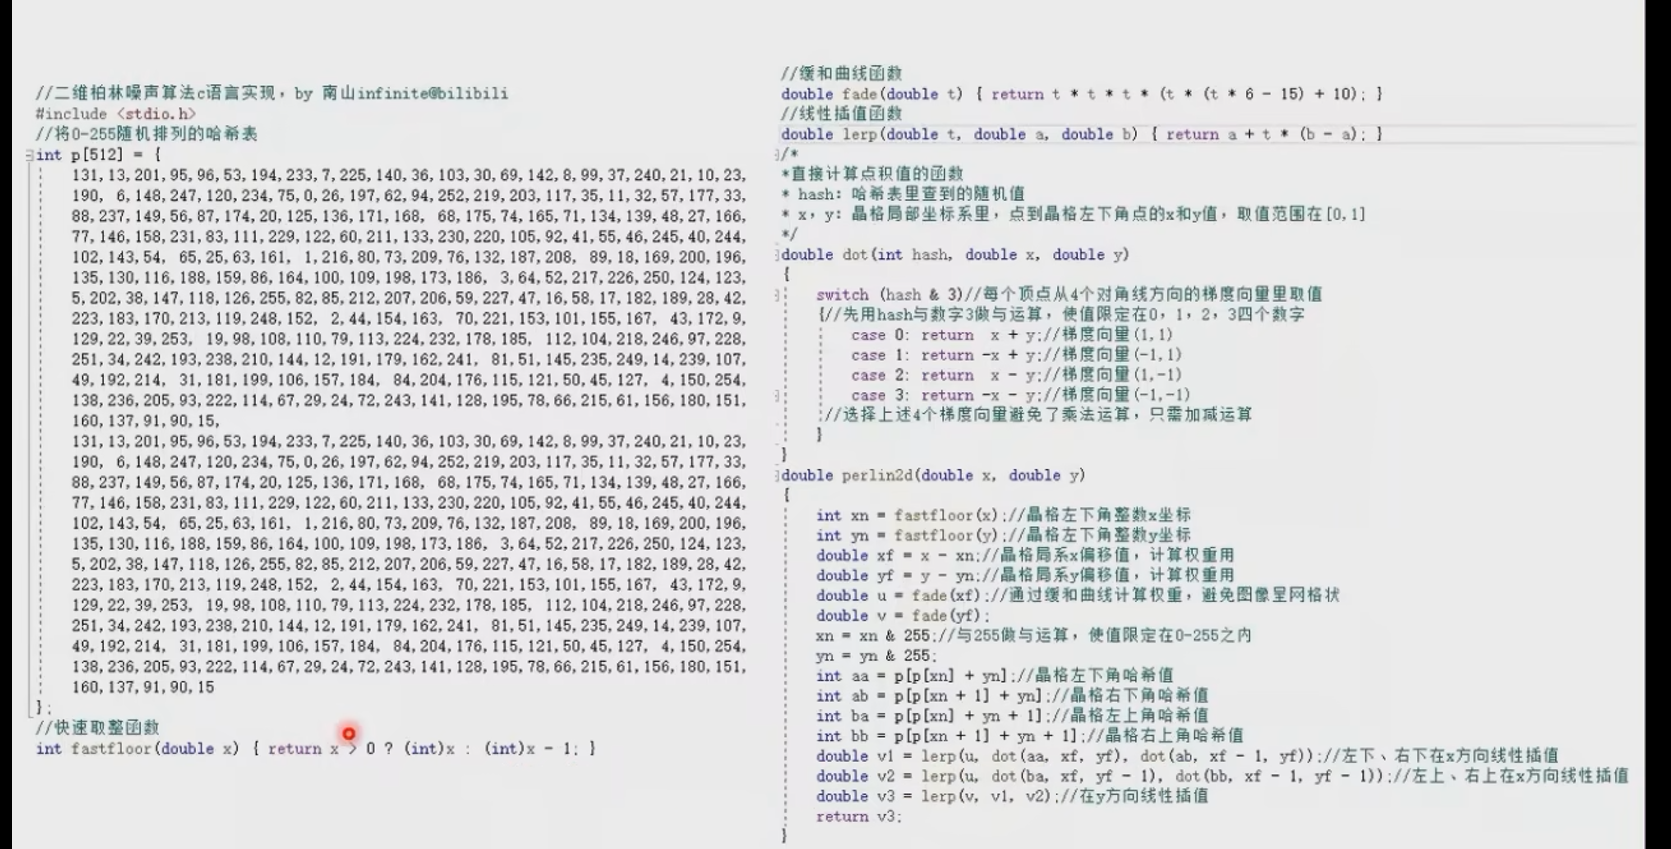 //二维柏林噪声算法c语言实现，by 南山infinite@bilibili
#include <stdio.h>
//将0-255随机排列的哈希表
int p[512] = {
131,13,201,95,96,53,194,233,7,225,140,36,103,30,69,142,8,99,37,240,21,10,23,
190, 6,148,247,120,234,75,0,26,197,62,94,252,219,203,117,35,11,32,57,177,33,
88,237,149,56,87,174,20,125,136,171,168, 68,175,74,165,71,134,139,48,27,166,
77,146,158,231,83,111,229,122,60,211,133,230,220,105,92,41,55,46,245,40,244,
102,143,54, 65,25,63,161, 1,216,80,73,209,76,132,187,208, 89,18,169,200,196,
135,130,116,188,159,86,164,100,109,198,173,186, 3,64,52,217,226,250,124,123,
5,202,38,147,118,126,255,82,85,212,207,206,59,227,47,16,58,17,182,189,28,42,
223,183,170,213,119,248,152, 2,44,154,163, 70,221,153,101,155,167, 43,172,9,
129,22,39,253, 19,98,108,110,79,113,224,232,178,185, 112,104,218,246,97,228,
251,34,242,193,238,210,144,12,191,179,162,241, 81,51,145,235,249,14,239,107,
49,192,214, 31,181,199,106,157,184, 84,204,176,115,121,50,45,127, 4,150,254,
138,236,205,93,222,114,67,29,24,72,243,141,128,195,78,66,215,61,156,180,151,
160,137,91,90,15,
131,13,201,95,96,53,194,233,7,225,140,36,103,30,69,142,8,99,37,240,21,10,23,
190, 6,148,247,120,234,75,0,26,197,62,94,252,219,203,117,35,11,32,57,177,33,
88,237,149,56,87,174,20,125,136,171,168, 68,175,74,165,71,134,139,48,27,166,
77,146,158,231,83,111,229,122,60,211,133,230,220,105,92,41,55,46,245,40,244,
102,143,54, 65,25,63,161, 1,216,80,73,209,76,132,187,208, 89,18,169,200,196,
135,130,116,188,159,86,164,100,109,198,173,186, 3,64,52,217,226,250,124,123,
5,202,38,147,118,126,255,82,85,212,207,206,59,227,47,16,58,17,182,189,28,42,
223,183,170,213,119,248,152, 2,44,154,163, 70,221,153,101,155,167, 43,172,9,
129,22,39,253, 19,98,108,110,79,113,224,232,178,185, 112,104,218,246,97,228,
251,34,242,193,238,210,144,12,191,179,162,241, 81,51,145,235,249,14,239,107,
49,192,214, 31,181,199,106,157,184, 84,204,176,115,121,50,45,127, 4,150,254,
138,236,205,93,222,114,67,29,24,72,243,141,128,195,78,66,215,61,156,180,151,
160,137,91,90,15
};
//快速取整函数
int fastfloor(double x) { return x > 0 ? (int)x : (int)x - 1; }
//缓和曲线函数
double fade(double t) { return t * t * t * (t * (t * 6 - 15) + 10); }
//线性插值函数
double lerp(double t, double a, double b) { return a + t * (b - a); }
/*
*直接计算点积值的函数
* hash：哈希表里查到的随机值
* x，y：晶格局部坐标系里，点到晶格左下角点的x和y值，取值范围在[0,1]
*/
double dot(int hash, double x, double y)
{
switch (hash & 3)//每个顶点从4个对角线方向的梯度向量里取值
{//先用hash与数字3做与运算，使值限定在0，1，2，3四个数字
case 0: return x + y;//梯度向量(1,1)
case 1: return -x + y;//梯度向量(-1,1)
case 2: return x - y;//梯度向量(1,-1)
case 3: return -x - y;//梯度向量(-1,-1)
//选择上述4个梯度向量避免了乘法运算，只需加减运算
}
}
double perlin2d(double x, double y)
{
int xn = fastfloor(x);//晶格左下角整数x坐标
int yn = fastfloor(y);//晶格左下角整数y坐标
double xf = x - xn;//晶格局系x偏移值，计算权重用
double yf = y - yn;//晶格局系y偏移值，计算权重用
double u = fade(xf);//通过缓和曲线计算权重，避免图像呈网格状
double v = fade(yf);
xn = xn & 255;//与255做与运算，使值限定在0-255之内
yn = yn & 255;
int aa = p[p[xn] + yn];//晶格左下角哈希值
int ab = p[p[xn + 1] + yn];//晶格右下角哈希值
int ba = p[p[xn] + yn + 1];//晶格左上角哈希值
int bb = p[p[xn + 1] + yn + 1];//晶格右上角哈希值
double v1 = lerp(u, dot(aa, xf, yf), dot(ab, xf - 1, yf));//左下、右下在x方向线性插值
double v2 = lerp(u, dot(ba, xf, yf - 1), dot(bb, xf - 1, yf - 1));//左上、右上在x方向线性插值
double v3 = lerp(v, v1, v2);//在y方向线性插值
return v3;
}